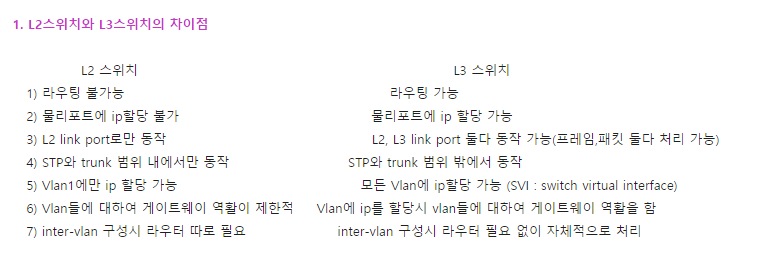 1. L2스위치와 L3스위치의 차이점
L2 스위치 L3 스위치
1) 라우팅 불가능 라우팅 가능
2) 물리포트에 ip할당 불가 물리포트에 ip 할당 가능
3) L2 link port로만 동작 L2, L3 link port 둘다 동작 가능(프레임,패킷 둘다 처리 가능)
4) STP와 trunk 범위 내에서만 동작 STP와 trunk 범위 밖에서 동작
5) Vlan1에만 ip 할당 가능 모든 Vlan에 ip할당 가능 (SVI : switch virtual interface)
6) Vlan들에 대하여 게이트웨이 역활이 제한적 Vlan에 ip를 할당시 vlan들에 대하여 게이트웨이 역활을 함
7) inter-vlan 구성시 라우터 따로 필요 inter-vlan 구성시 라우터 필요 없이 자체적으로 처리